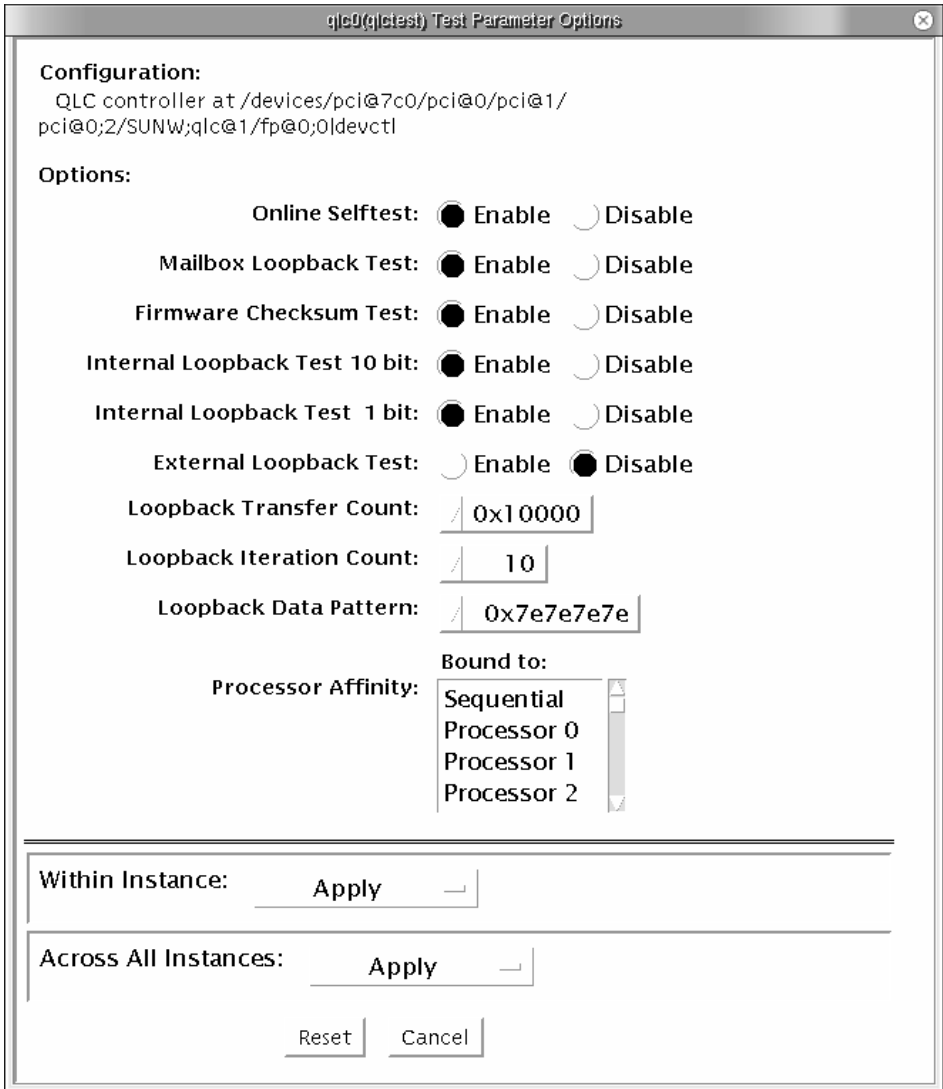 qlc0(qlctest) Test Parameter Options
Configuration:
QLC controller at /devices/pci@7c0/pci@0/pci@1/
pci@0;2/SUNW;qlc@1/fp@0;0|devctl
Options:
Online Selftest: Enable Disable
Mailbox Loopback Test: Enable Disable
Firmware Checksum Test: Enable Disable
Internal Loopback Test 10 bit: Enable Disable
Internal Loopback Test 1 bit: Enable Disable
External Loopback Test: Enable Disable
Loopback Transfer Count: 0x10000
Loopback Iteration Count: 10
Loopback Data Pattern: 0x7e7e7e7e
Bound to:
Processor Affinity:
Sequential
Processor 0
Processor 1
Processor 2
Within Instance: Apply
Across All Instances: Apply
Reset Cancel